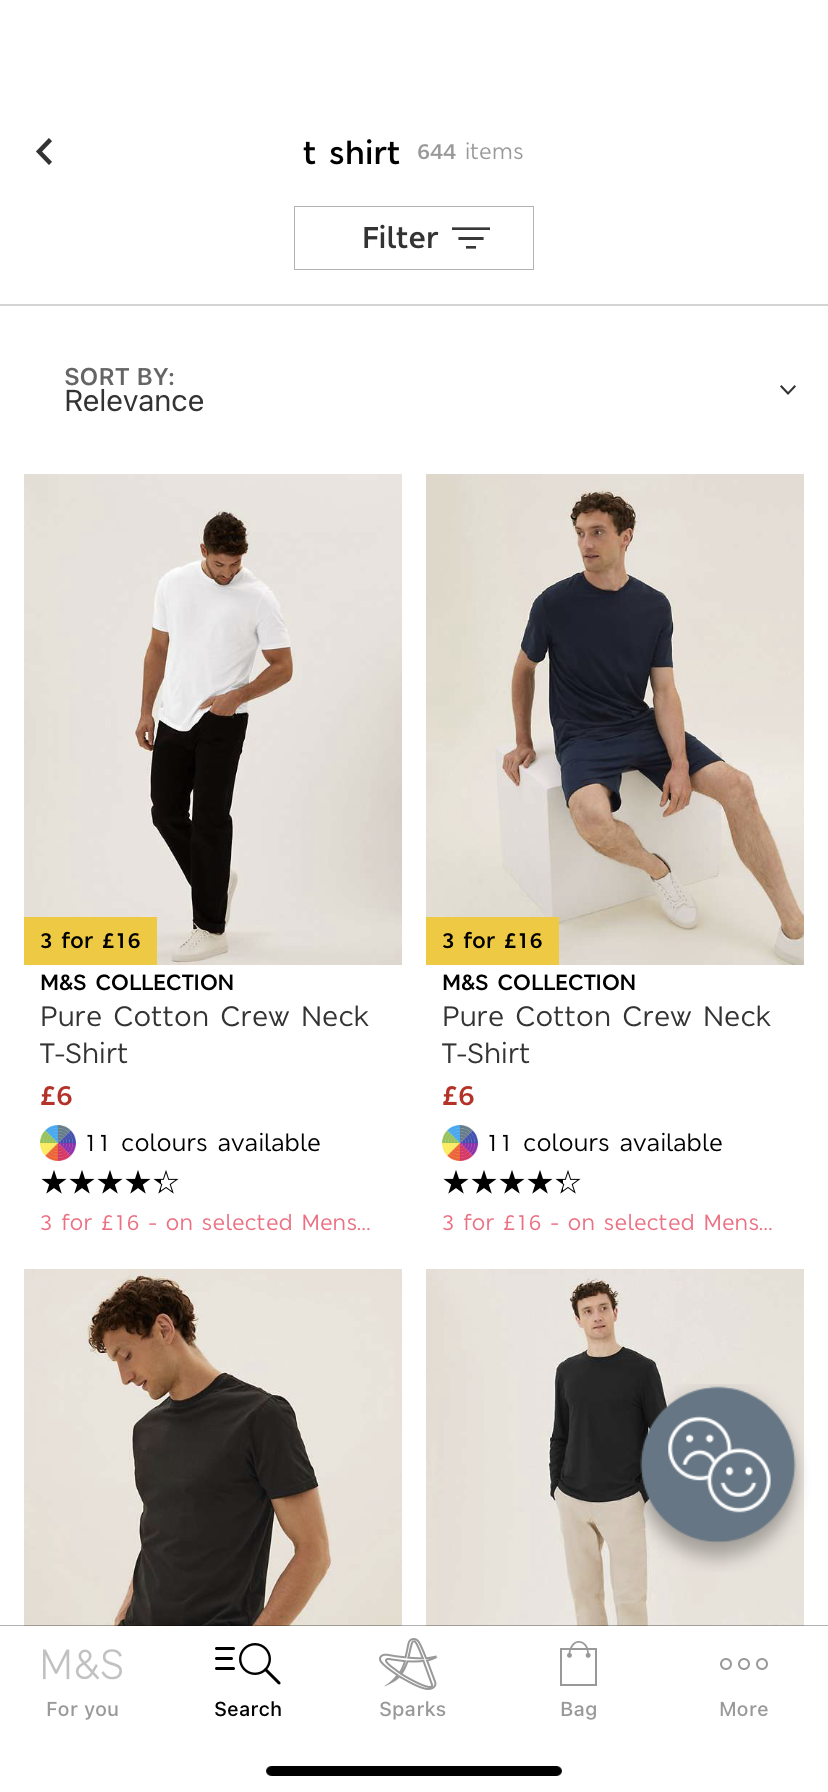 t shirt 644 items
Filter
SORT BY:
Relevance
3 for £16
3 for £16
M&S COLLECTION
Pure Cotton Crew Neck
T-Shirt
£6
11 colours available
3 for £16 - on selected Mens...
M&S COLLECTION
Pure Cotton Crew Neck
T-Shirt
£6
11 colours available
3 for £16 - on selected Mens...
M&S
For you
Search
Sparks
Bag
More